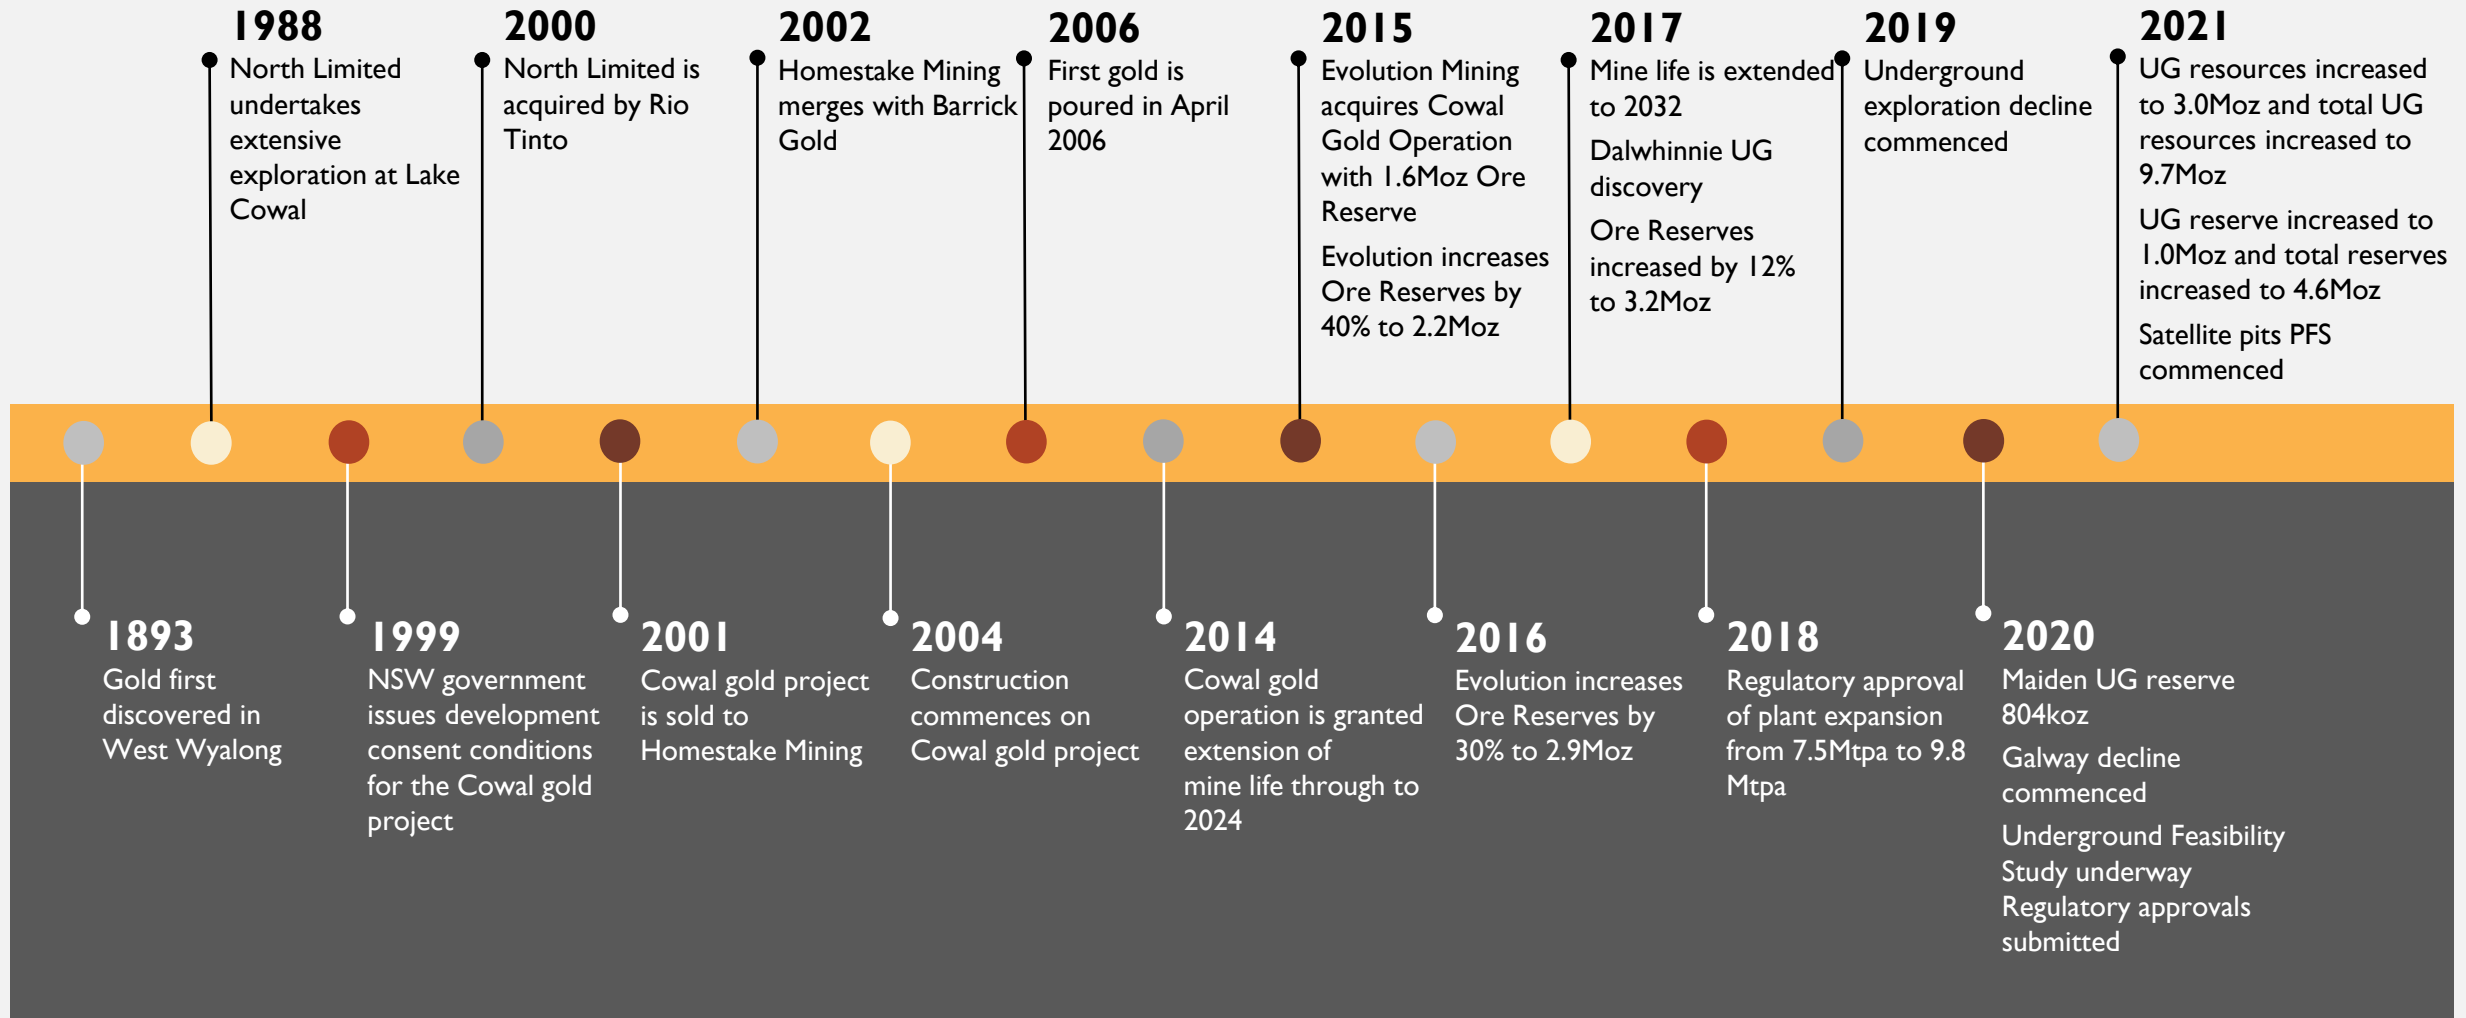 1988
North Limited
undertakes
extensive
exploration at Lake
Cowal
2000
North Limited is
acquired by Rio
Tinto
2002
Homestake Mining
merges with Barrick
Gold
2006
First gold is
poured in April
2006
2015
Evolution Mining
acquires Cowal
Gold Operation
with 1.6Moz Ore
Reserve
Evolution increases
Ore Reserves by
40% to 2.2Moz
2017
Mine life is extended
to 2032
Dalwhinnie UG
discovery
Ore Reserves
increased by 12%
to 3.2Moz
2019
Underground
exploration decline
commenced
2021
UG resources increased
to 3.0Moz and total UG
resources increased to
9.7Moz
UG reserve increased to
1.0Moz and total reserves
increased to 4.6Moz
Satellite pits PFS
commenced
1893
Gold first
discovered in
West Wyalong
1999
NSW government
issues development
consent conditions
for the Cowal gold
project
2001
Cowal gold project
is sold to
Homestake Mining
2004
Construction
commences on
Cowal gold project
2014
Cowal gold
operation is granted
extension of
mine life through to
2024
2016
Evolution increases
Ore Reserves by
30% to 2.9Moz
2018
Regulatory approval
of plant expansion
from 7.5Mtpa to 9.8
Mtpa
2020
Maiden UG reserve
804koz
Galway decline
commenced
Underground Feasibility
Study underway
Regulatory approvals
submitted